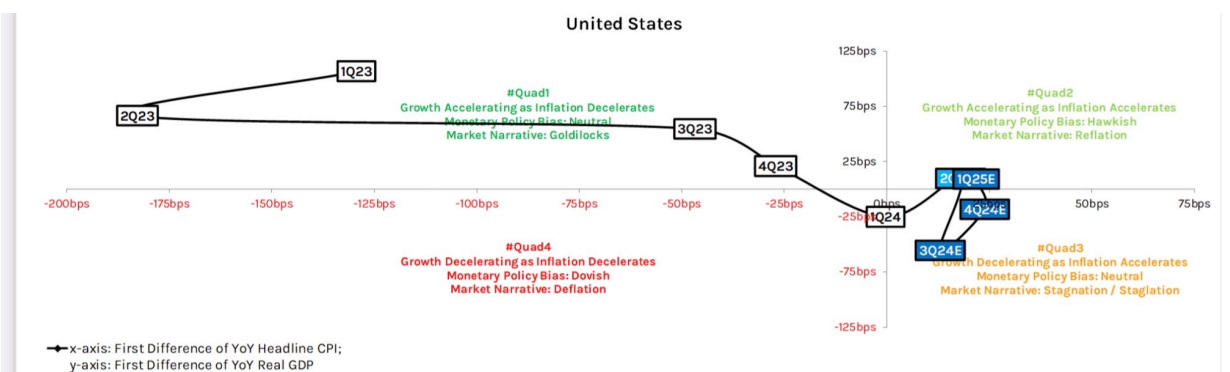 United States
125bps
1Q23
#Quad1
Growth Accelerating as Inflation Decelerates
Monetary Policy Bias: Neutral
Market Narrative: Goldilocks
#Quad2
Growth Accelerating as Inflation Accelerates
Monetary Policy Bias: Hawkish
Market Narrative: Reflation
75bps
2Q23
3Q23
25bps
4Q23
1Q25E
-200bps
-175bps
-150bps
-125bps
-100bps
-75bps
-50bps
-25bps
0bps
50bps
75bps
4Q24E
1Q24
3Q24E
#Quad4
Growth Decelerating as Inflation Decelerates
Monetary Policy Bias: Dovish
Market Narrative: Deflation
#Quad3
Growth Decelerating as Inflation Accelerates
Monetary Policy Bias: Neutral
Market Narrative: Stagnation / Staglation
-75bps
-125bps
x-axis: First Difference of YoY Headline CPI;
y-axis: First Difference of YoY Real GDP